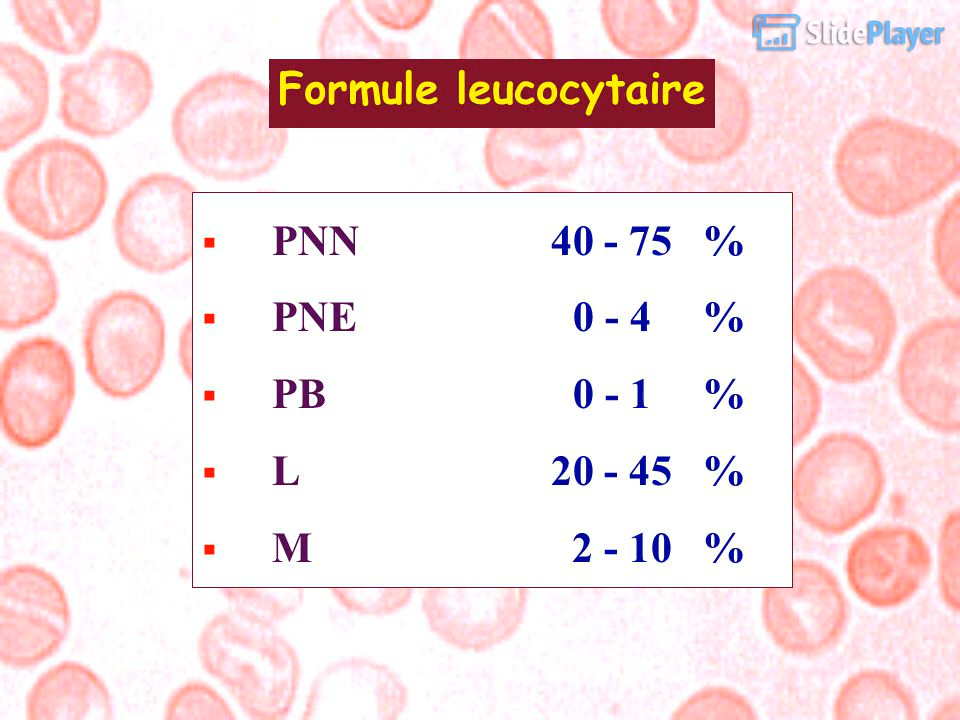 SlidePlayer
Formule leucocytaire
▪ PNN 40 - 75 %
▪ PNE 0 - 4 %
▪ PB 0 - 1 %
▪ L 20 - 45 %
▪ M 2 - 10 %